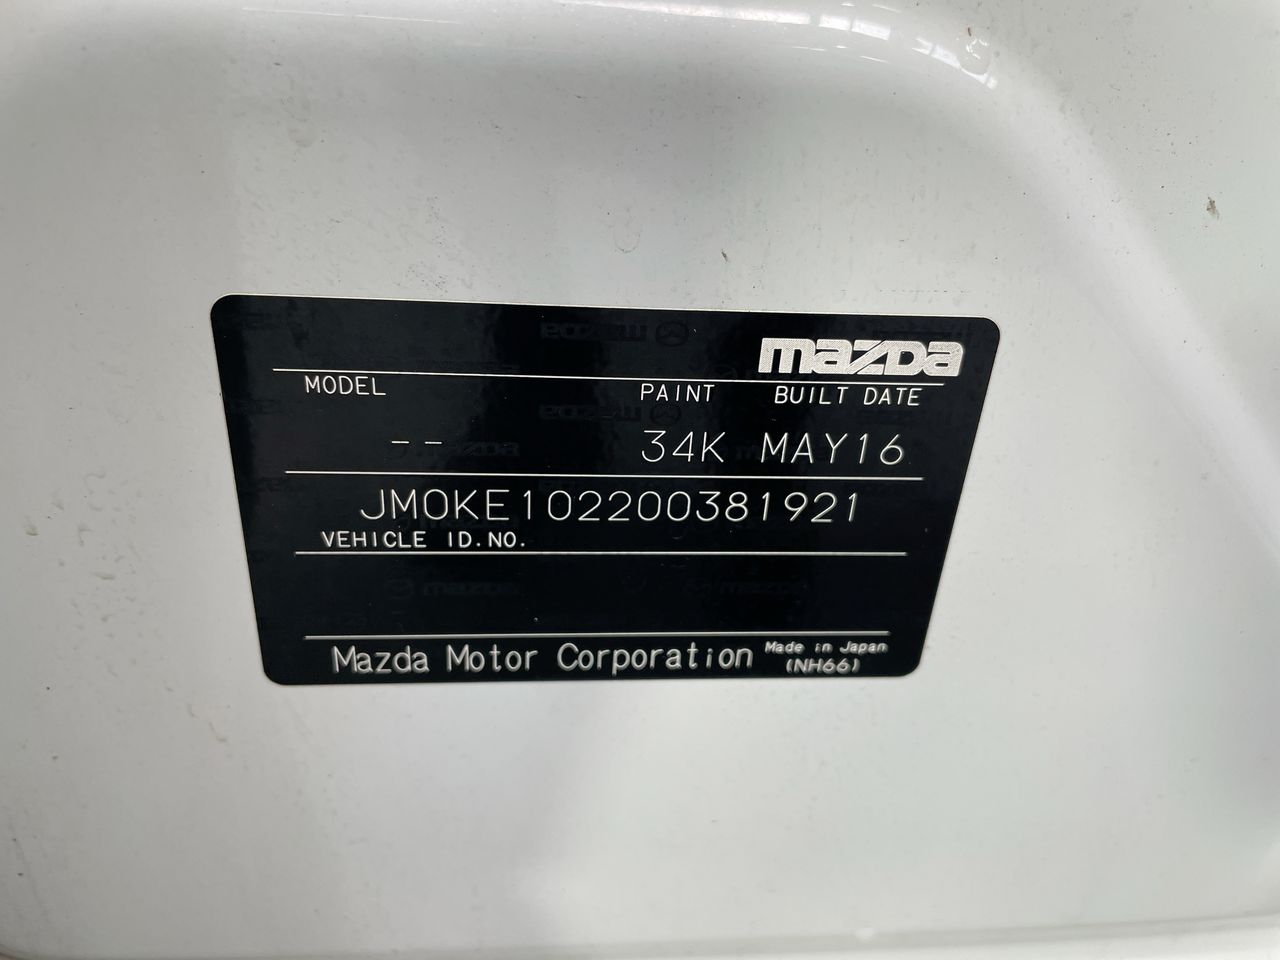 mazda
MODEL PAINT BUILT DATE
-- 34K MAY16
JM0KE102200381921
VEHICLE ID.NO.
Mazda Motor Corporation Made in Japan
(NH66)